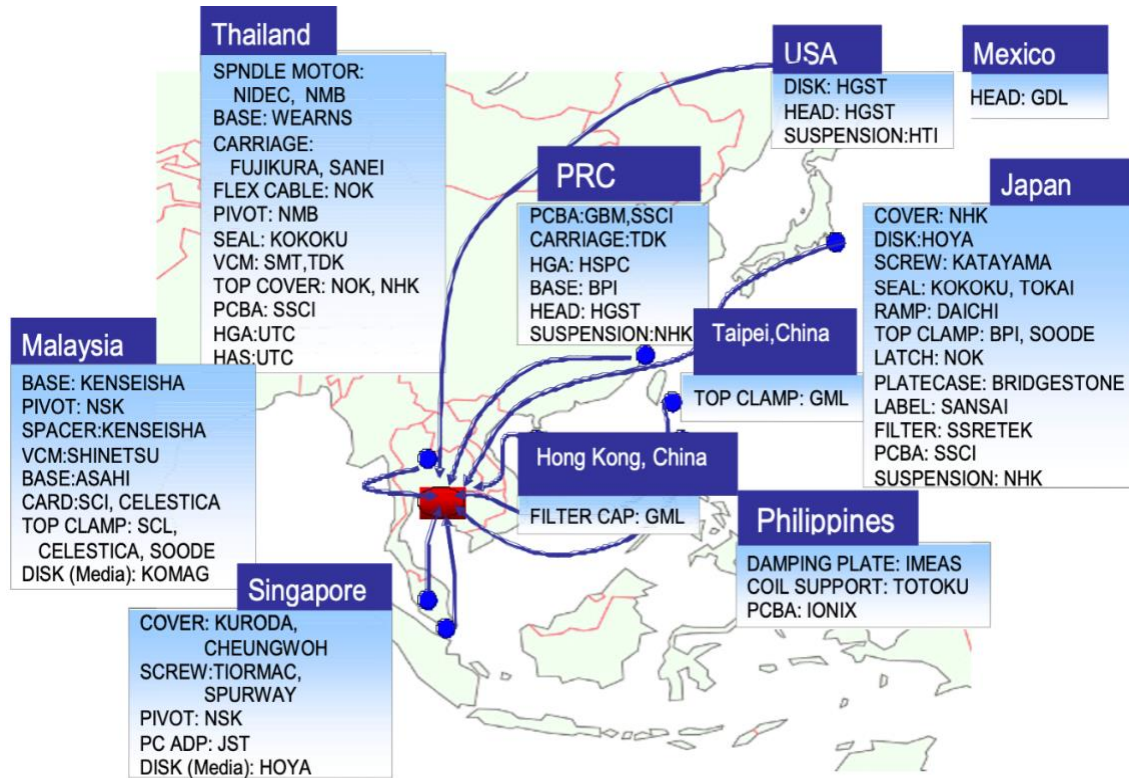 Thailand
SPNDLE MOTOR:
NIDEC, NMB
BASE: WEARNS
CARRIAGE:
FUJIKURA, SANEI
FLEX CABLE: NOK
PIVOT: NMB
SEAL: KOKOKU
VCM: SMT,TDK
TOP COVER: NOK, NHK
PCBA: SSCI
HGA:UTC
HAS:UTC
USA
DISK: HGST
HEAD: HGST
SUSPENSION:HTI
Mexico
HEAD: GDL
PRC
PCBA:GBM,SSCI
CARRIAGE:TDK
HGA: HSPC
BASE: BPI
HEAD: HGST
SUSPENSION:NHK
Japan
COVER: NHK
DISK:HOYA
SCREW: KATAYAMA
SEAL: KOKOKU, TOKAI
RAMP: DAICHI
TOP CLAMP: BPI, SOODE
LATCH: NOK
PLATECASE: BRIDGESTONE
LABEL: SANSAI
FILTER: SSRETEK
PCBA: SSCI
SUSPENSION: NHK
Taipei,China
TOP CLAMP: GML
Malaysia
BASE: KENSEISHA
PIVOT: NSK
SPACER:KENSEISHA
VCM:SHINETSU
BASE:ASAHI
CARD:SCI, CELESTICA
TOP CLAMP: SCL,
CELESTICA, SOODE
DISK (Media): KOMAG
Hong Kong, China
FILTER CAP: GML
Philippines
DAMPING PLATE: IMEAS
COIL SUPPORT: TOTOKU
PCBA: IONIX
Singapore
COVER: KURODA,
CHEUNGWOH
SCREW:TIORMAC,
SPURWAY
PIVOT: NSK
PC ADP: JST
DISK (Media): HOYA